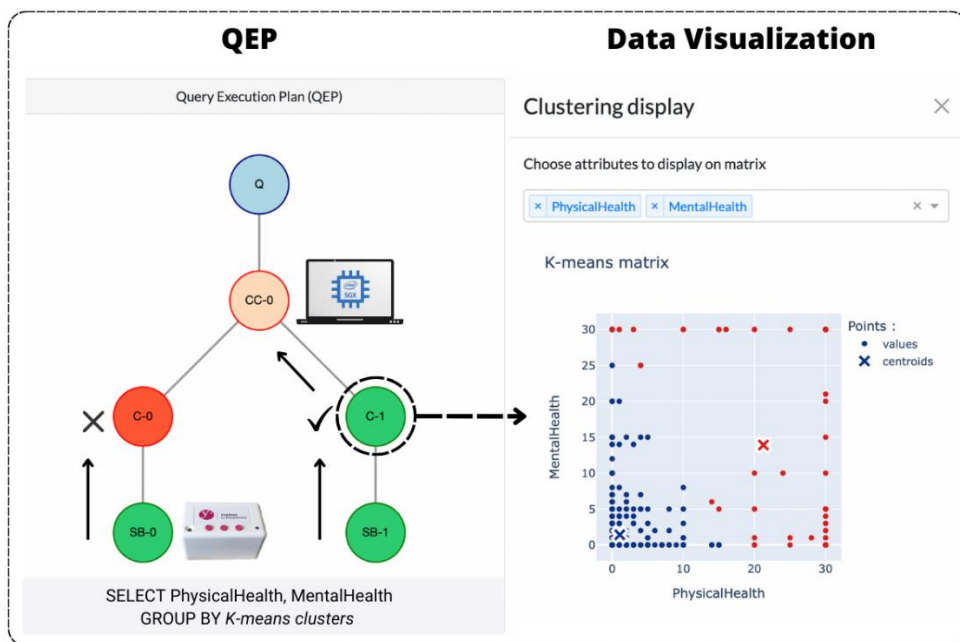 QEP
Query Execution Plan (QEP)
Q
CC-0
intel
SGX
C-0
C-1
SB-0
SB-1
SELECT PhysicalHealth, MentalHealth
GROUP BY K-means clusters
Data Visualization
Clustering display
Choose attributes to display on matrix
× PhysicalHealth × MentalHealth ×
K-means matrix
Points :
values
centroids
MentalHealth
30
25
20
15
10
5
0
0 10 20 30
PhysicalHealth